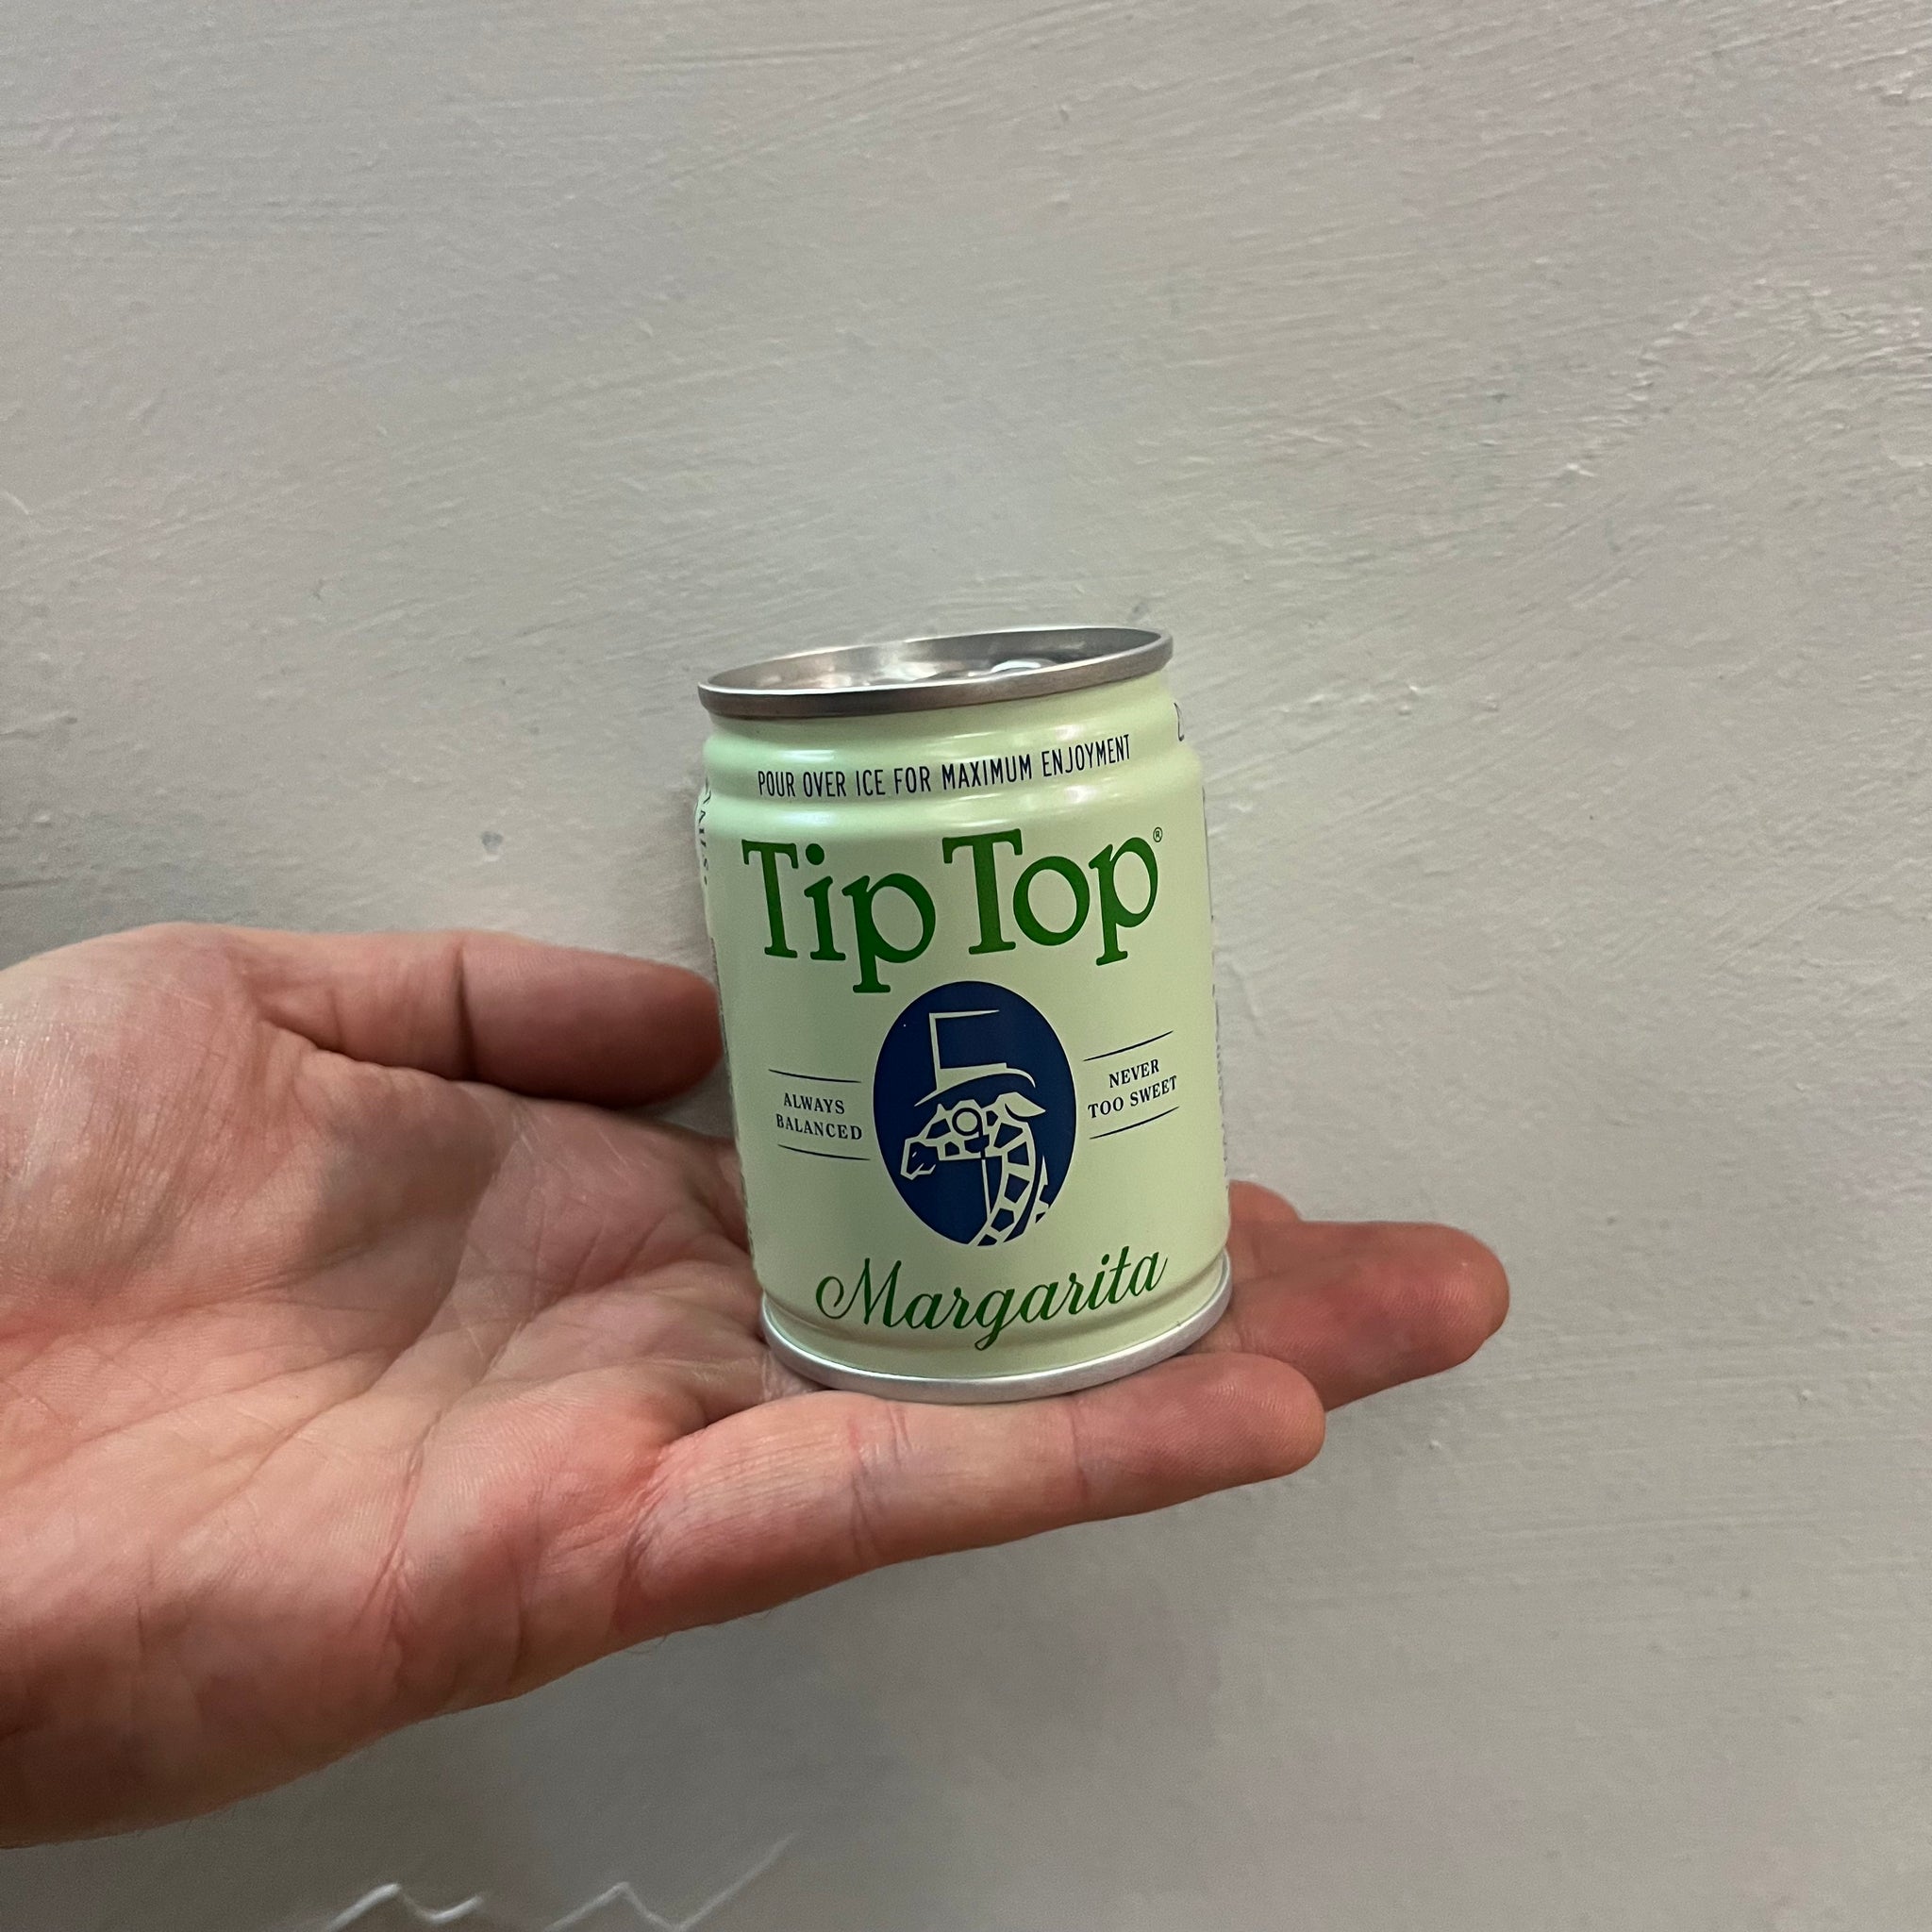 POUR OVER ICE FOR MAXIMUM ENJOYMENT
Tip Top®
ALWAYS
BALANCED
NEVER
TOO SWEET
Margarita